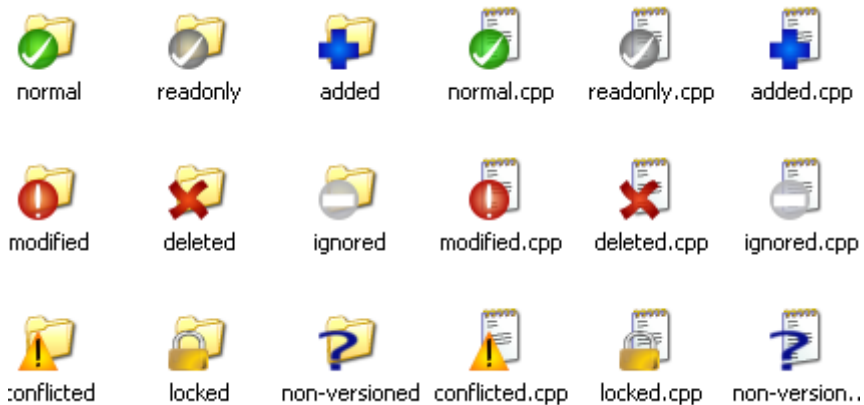 normal readonly added normal.cpp readonly.cpp added.cpp
modified deleted ignored modified.cpp deleted.cpp ignored.cpp
conflicted locked non-versioned conflicted.cpp locked.cpp non-version..